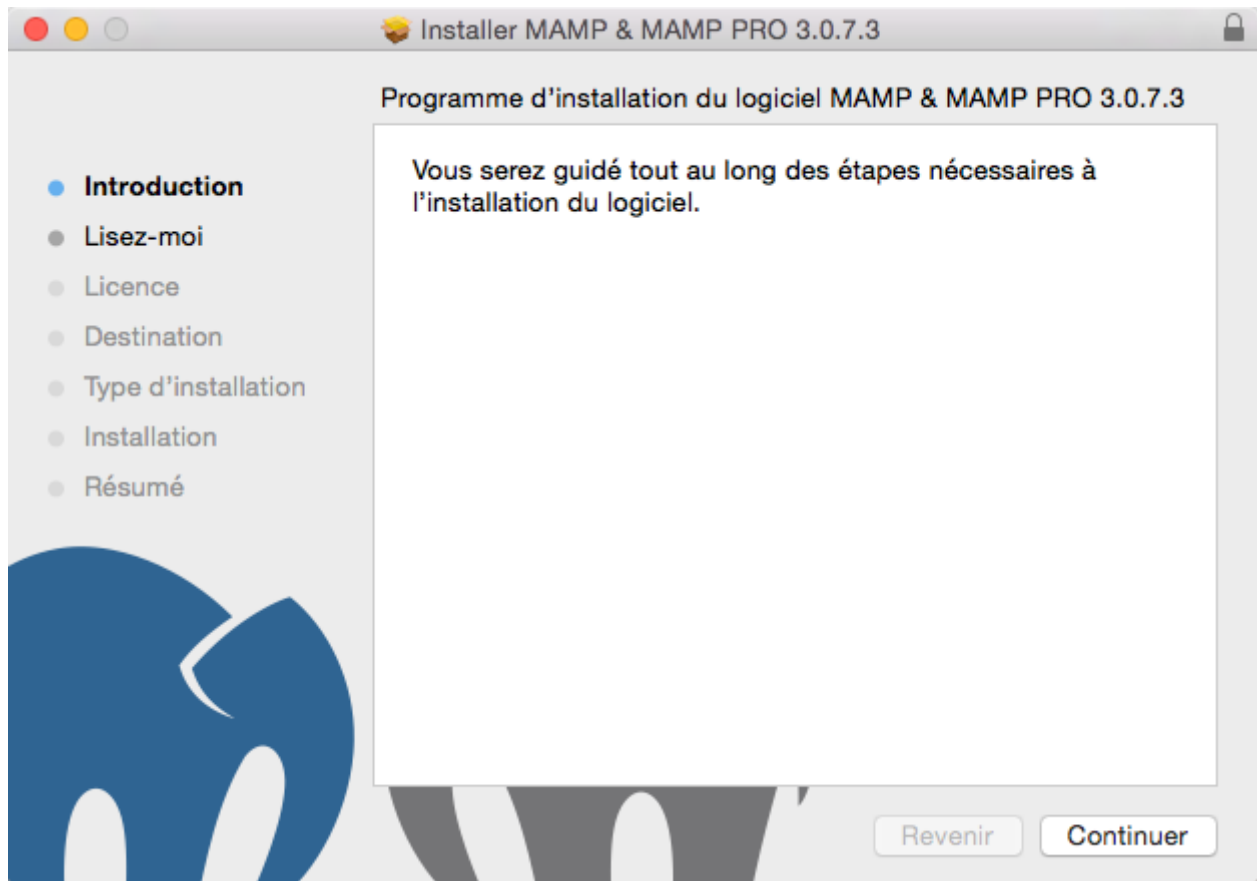 Installer MAMP & MAMP PRO 3.0.7.3
Programme d’installation du logiciel MAMP & MAMP PRO 3.0.7.3
Introduction
Lisez-moi
Licence
Destination
Type d’installation
Installation
Résumé
Vous serez guidé tout au long des étapes nécessaires à
l’installation du logiciel.
Revenir
Continuer